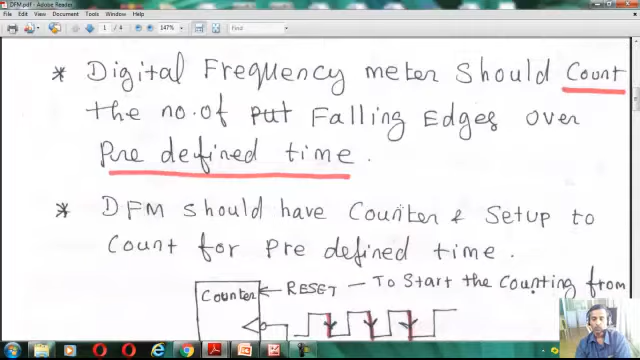 DFM.pdf - Adobe Reader
File Edit View Window Help
1 / 4 147% Find
* Digital Frequency meter Should Count
the no. of put Falling Edges over
Pre defined time.
* DFM should have Counter & Setup to
Count for Pre defined time.
Counter RESET — To Start the Counting from